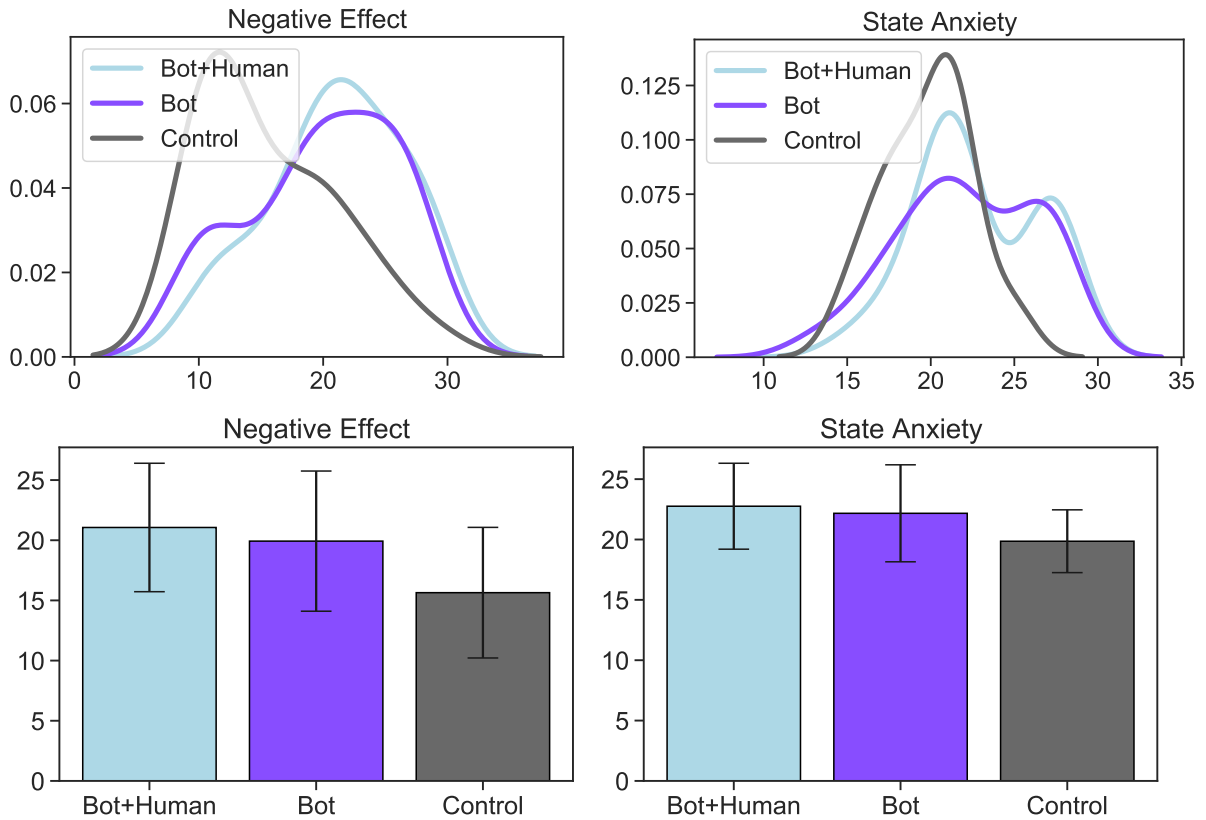 Negative Effect
Bot+Human
Bot
Control
0.06
0.04
0.02
0.00
0 10 20 30
State Anxiety
Bot+Human
Bot
Control
0.125
0.100
0.075
0.050
0.025
0.000
10 15 20 25 30 35
Negative Effect
25
20
15
10
5
0
Bot+Human Bot Control
State Anxiety
25
20
15
10
5
0
Bot+Human Bot Control